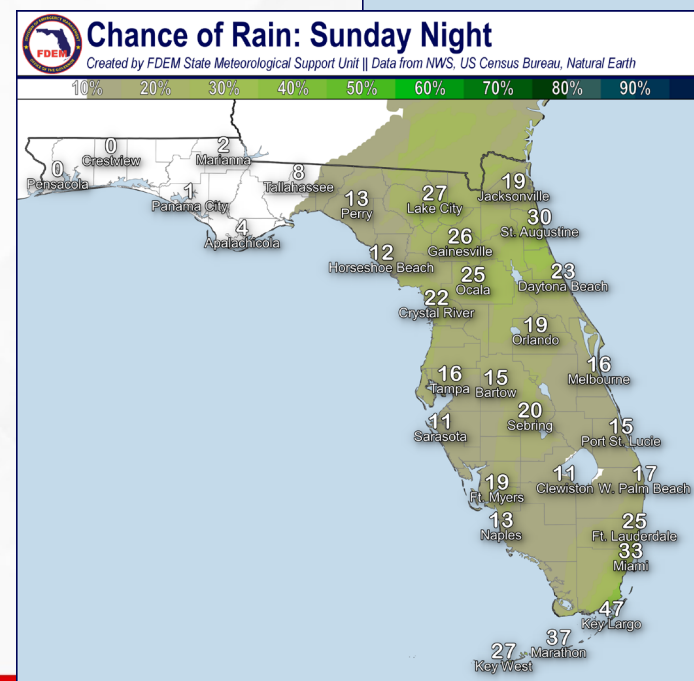 Chance of Rain: Sunday Night
Created by FDEM State Meteorological Support Unit || Data from NWS, US Census Bureau, Natural Earth
FDEM
10% 20% 30% 40% 50% 60% 70% 80% 90%
0
Crestview
2
Marianna
0
Pensacola
8
Tallahassee
1
Panama City
4
Apalachicola
13
Perry
27
Lake City
19
Jacksonville
30
St. Augustine
26
Gainesville
12
Horseshoe Beach
25
Ocala
23
Daytona Beach
22
Crystal River
19
Orlando
16
Tampa
15
Bartow
16
Melbourne
20
Sebring
11
Sarasota
15
Port St. Lucie
19
Ft. Myers
11
Clewiston
17
W. Palm Beach
13
Naples
25
Ft. Lauderdale
33
Miami
47
Key Largo
37
Marathon
27
Key West